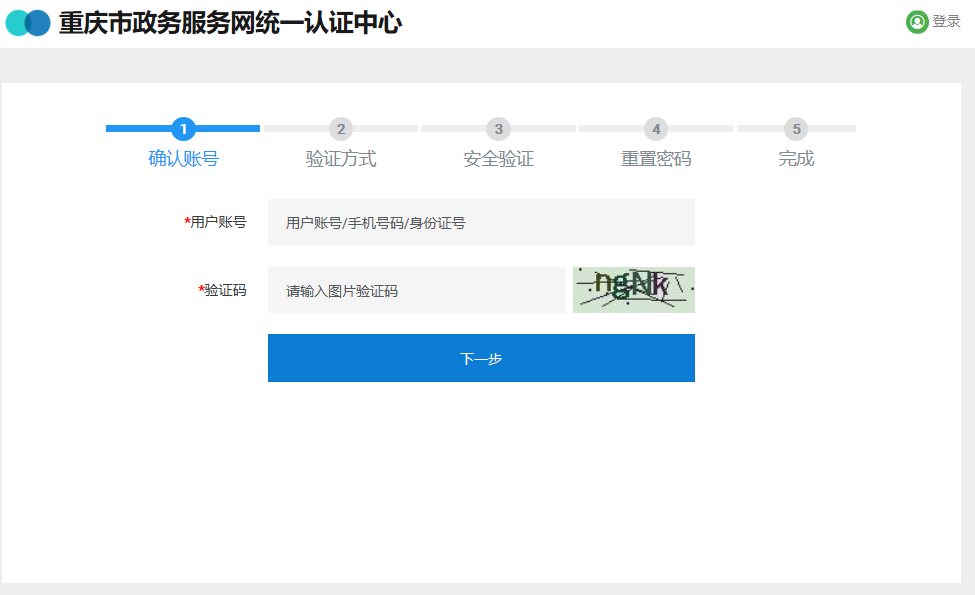 重庆市政务服务网统一认证中心
登录
1 2 3 4 5
确认账号 验证方式 安全验证 重置密码 完成
*用户账号 用户账号/手机号码/身份证号
*验证码 请输入图片验证码 ngNk
下一步